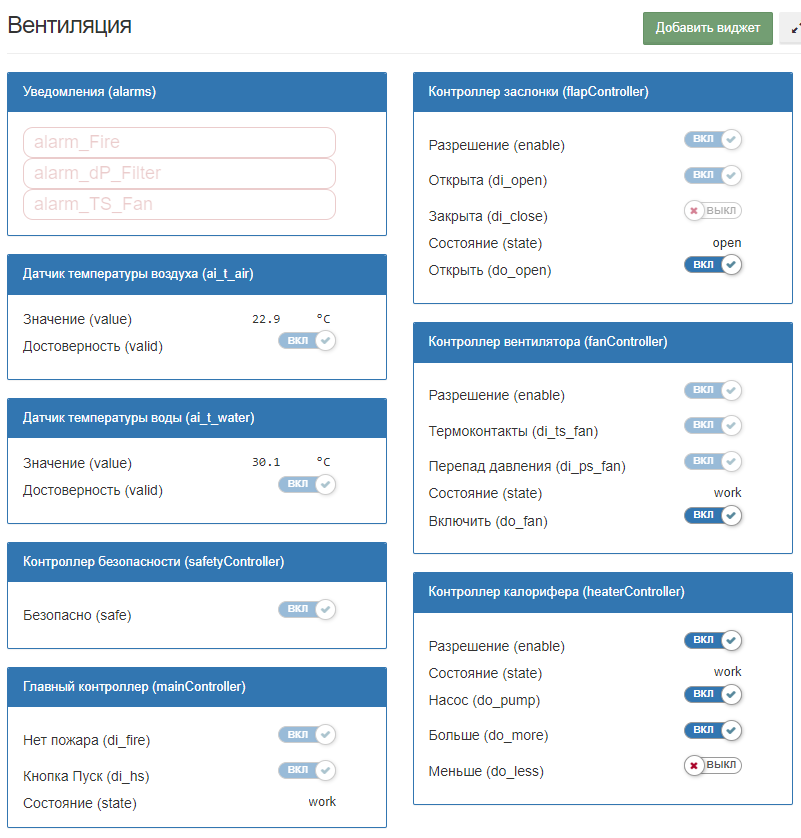 Вентиляция
Добавить виджет
Уведомления (alarms)
alarm_Fire
alarm_dP_Filter
alarm_TS_Fan
Датчик температуры воздуха (ai_t_air)
Значение (value) 22.9 °C
Достоверность (valid) ВКЛ
Датчик температуры воды (ai_t_water)
Значение (value) 30.1 °C
Достоверность (valid) ВКЛ
Контроллер безопасности (safetyController)
Безопасно (safe) ВКЛ
Главный контроллер (mainController)
Нет пожара (di_fire) ВКЛ
Кнопка Пуск (di_hs) ВКЛ
Состояние (state) work
Контроллер заслонки (flapController)
Разрешение (enable) ВКЛ
Открыта (di_open) ВКЛ
Закрыта (di_close) ВЫКЛ
Состояние (state) open
Открыть (do_open) ВКЛ
Контроллер вентилятора (fanController)
Разрешение (enable) ВКЛ
Термоконтакты (di_ts_fan) ВКЛ
Перепад давления (di_ps_fan) ВКЛ
Состояние (state) work
Включить (do_fan) ВКЛ
Контроллер калорифера (heaterController)
Разрешение (enable) ВКЛ
Состояние (state) work
Насос (do_pump) ВКЛ
Больше (do_more) ВКЛ
Меньше (do_less) ВЫКЛ